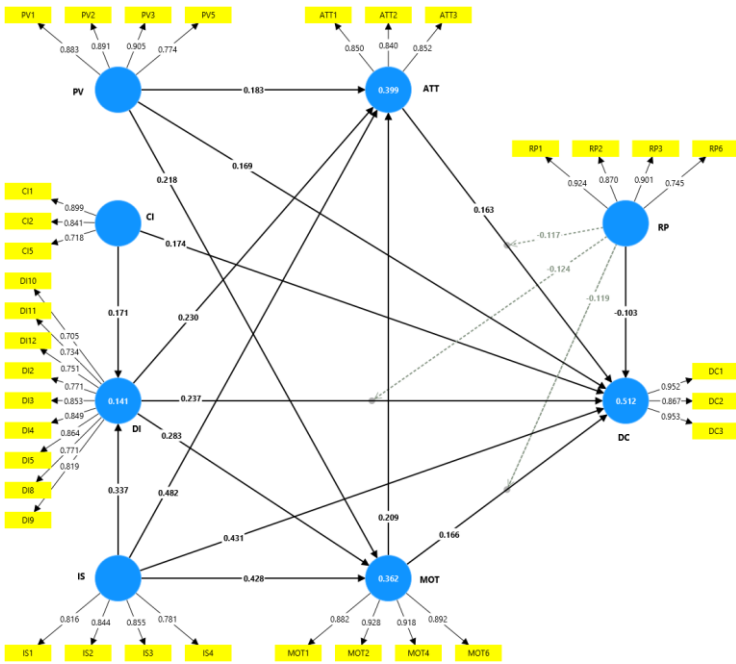 PV1 PV2 PV3 PV5 ATT1 ATT2 ATT3
0.883 0.891 0.905 0.774 0.850 0.840 0.852
PV 0.183 0.399 ATT
RP1 RP2 RP3 RP6
0.924 0.870 0.901 0.745
0.169
0.218
CI1 0.899
CI2 0.841
CI5 0.718
CI
0.174
0.163
RP
-0.117
-0.124
-0.119
DI10
DI11
DI12
DI2
DI3
DI4
DI5
DI8
DI9
0.705
0.734
0.751
0.771
0.853
0.849
0.864
0.771
0.819
0.171
0.230
-0.103
0.141
DI
0.237
0.512
DC
0.952 DC1
0.867 DC2
0.953 DC3
0.283
0.337
0.482
0.431
0.209
0.166
IS 0.428 0.362 MOT
0.816 0.844 0.855 0.781 0.882 0.928 0.918 0.892
IS1 IS2 IS3 IS4 MOT1 MOT2 MOT4 MOT6